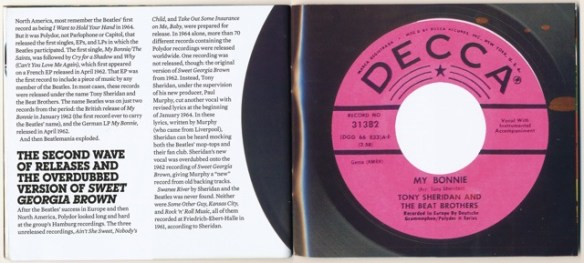 North America, most remember the Beatles' first
record as being I Want to Hold Your Hand in 1964.
But it was Polydor, not Parlophone or Capitol, that
released the first singles, EPs, and LPs in which the
Beatles participated. The first single, My Bonnie/The
Saints, was followed by Cry for a Shadow and Why
(Can't You Love Me Again), which first appeared
on a French EP released in April 1962. That EP was
the first record to include a piece of music by any
member of the Beatles. In most cases, these records
were released under the name Tony Sheridan and
the Beat Brothers. The name Beatles was on just two
records from the period: the British release of My
Bonnie in January 1962 (the first record ever to carry
the Beatles' name), and the German LP My Bonnie,
released in April 1962.
And then Beatlemania exploded.
THE SECOND WAVE
OF RELEASES AND
THE OVERDUBBED
VERSION OF SWEET
GEORGIA BROWN
After the Beatles' success in Europe and then
North America, Polydor looked long and hard
at the group's Hamburg recordings. The three
unreleased recordings, Ain't She Sweet, Nobody's
Child, and Take Out Some Insurance
on Me, Baby, were prepared for
release. In 1964 alone, more than 70
different records containing the
Polydor recordings were released
worldwide. One recording was
not released, though: the original
version of Sweet Georgia Brown
from 1962. Instead, Tony
Sheridan, under the supervision
of his new producer, Paul
Murphy, cut another vocal with
revised lyrics at the beginning
of January 1964. In these
lyrics, written by Murphy
(who came from Liverpool),
Sheridan can be heard mocking
both the Beatles' mop-tops and
their fan club. Sheridan's new
vocal was overdubbed onto the
1962 recording of Sweet Georgia
Brown, giving Murphy a "new"
record from old backing tracks.
Swanee River by Sheridan and the
Beatles was never found. Neither
were Some Other Guy, Kansas City,
and Rock 'n' Roll Music, all of them
recorded at Friedrich-Ebert-Halle in
1961, according to Sheridan.
DECCA
RECORD NO.
31382
Vocal With
Instrumental
Accompaniment
MY BONNIE
TONY SHERIDAN AND
THE BEAT BROTHERS
Recorded In Europe By Deutsche